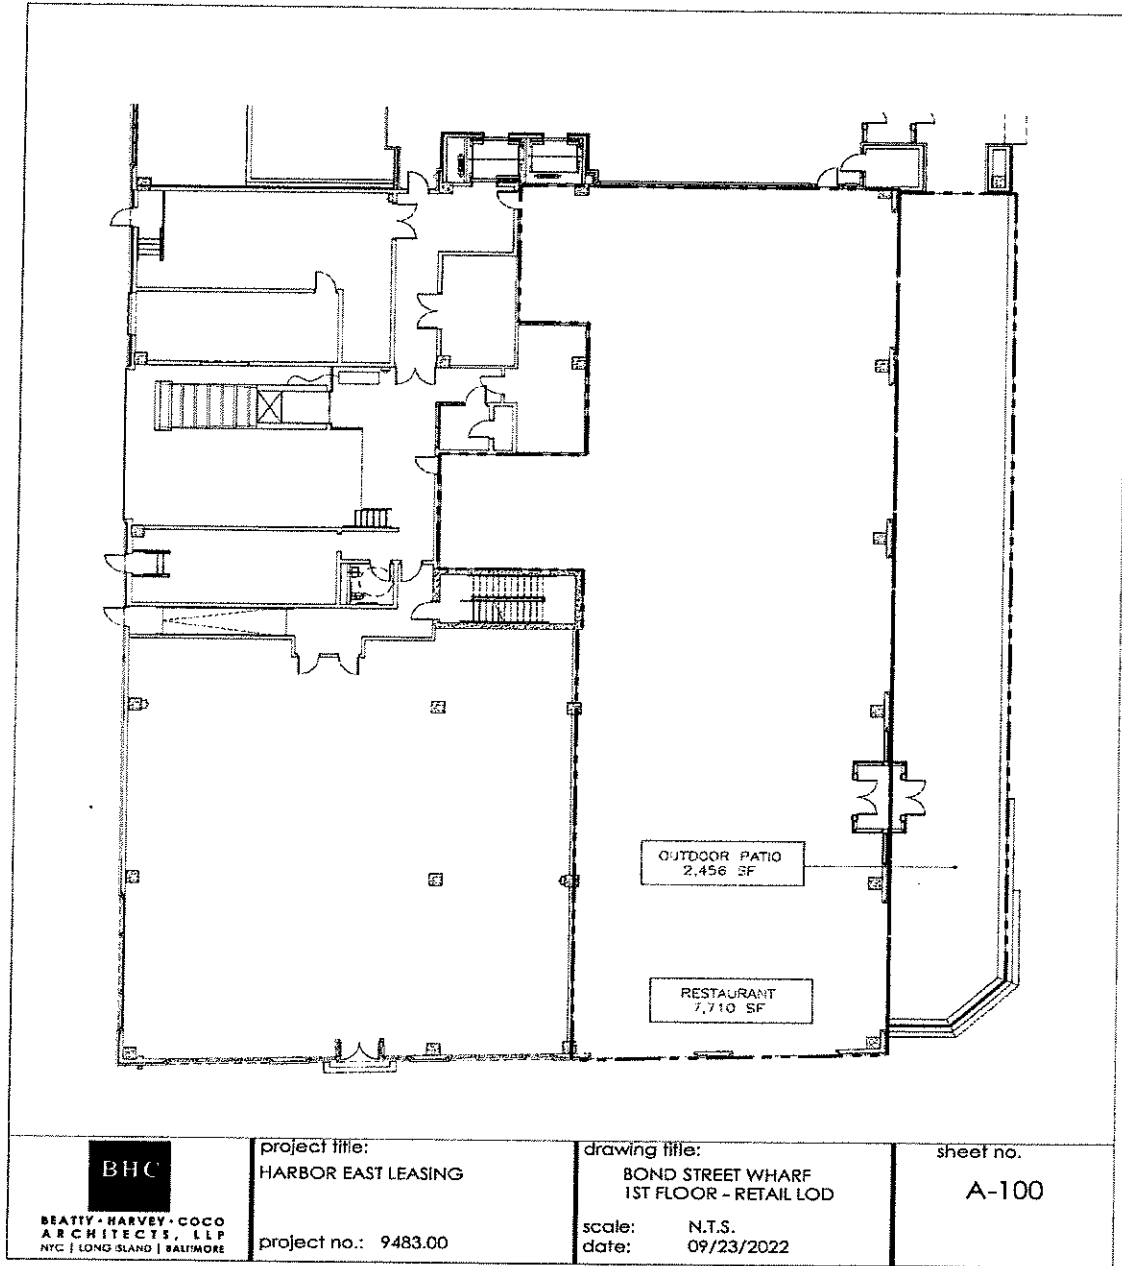 OUTDOOR PATIO
2,456 SF
RESTAURANT
7,710 SF
BHC
BEATTY • HARVEY • COCO
ARCHITECTS, LLP
NYC | LONG ISLAND | BALTIMORE
project title:
HARBOR EAST LEASING
project no.: 9483.00
drawing title:
BOND STREET WHARF
1ST FLOOR - RETAIL LOD
scale: N.T.S.
date: 09/23/2022
sheet no.
A-100